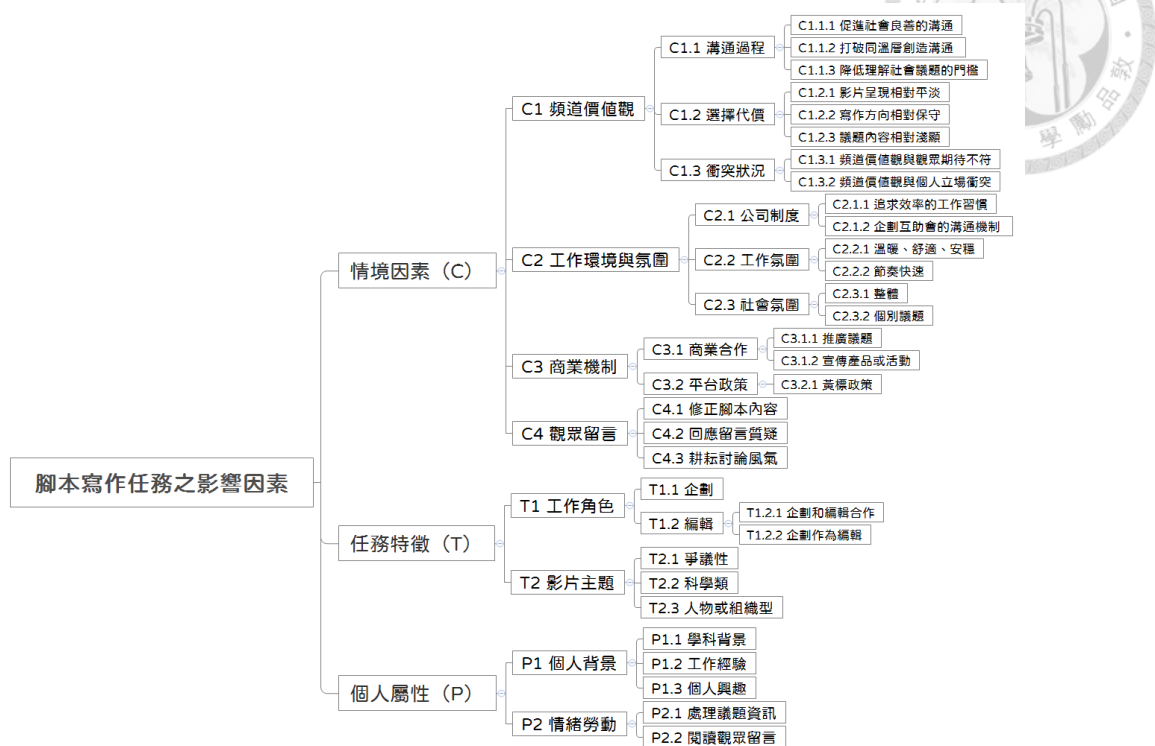 腳本寫作任務之影響因素
情境因素（C）
C1 頻道價值觀
C1.1 溝通過程
C1.1.1 促進社會良善的溝通
C1.1.2 打破同溫層創造溝通
C1.1.3 降低理解社會議題的門檻
C1.2 選擇代價
C1.2.1 影片呈現相對平淡
C1.2.2 寫作方向相對保守
C1.2.3 議題內容相對淺顯
C1.3 衝突狀況
C1.3.1 頻道價值觀與觀眾期待不符
C1.3.2 頻道價值觀與個人立場衝突
C2 工作環境與氛圍
C2.1 公司制度
C2.1.1 追求效率的工作習慣
C2.1.2 企劃互助會的溝通機制
C2.2 工作氛圍
C2.2.1 溫暖、舒適、安穩
C2.2.2 節奏快速
C2.3 社會氛圍
C2.3.1 整體
C2.3.2 個別議題
C3 商業機制
C3.1 商業合作
C3.1.1 推廣議題
C3.1.2 宣傳產品或活動
C3.2 平台政策
C3.2.1 黃標政策
C4 觀眾留言
C4.1 修正腳本內容
C4.2 回應留言質疑
C4.3 耕耘討論風氣
任務特徵（T）
T1 工作角色
T1.1 企劃
T1.2 編輯
T1.2.1 企劃和編輯合作
T1.2.2 企劃作為編輯
T2 影片主題
T2.1 爭議性
T2.2 科學類
T2.3 人物或組織型
個人屬性（P）
P1 個人背景
P1.1 學科背景
P1.2 工作經驗
P1.3 個人興趣
P2 情緒勞動
P2.1 處理議題資訊
P2.2 閱讀觀眾留言
學勵品敦